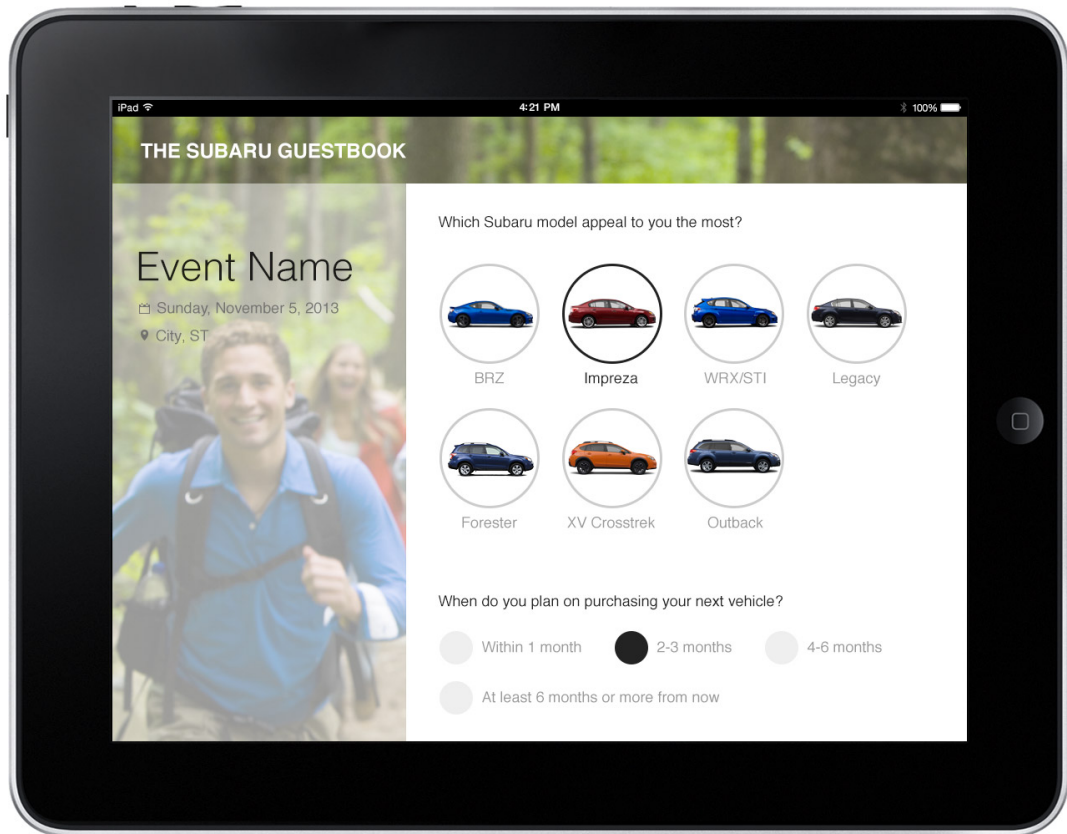 iPad 4:21 PM 100%
THE SUBARU GUESTBOOK
Event Name
Sunday, November 5, 2013
City, ST
Which Subaru model appeal to you the most?
BRZ Impreza WRX/STI Legacy
Forester XV Crosstrek Outback
When do you plan on purchasing your next vehicle?
Within 1 month 2-3 months 4-6 months
At least 6 months or more from now